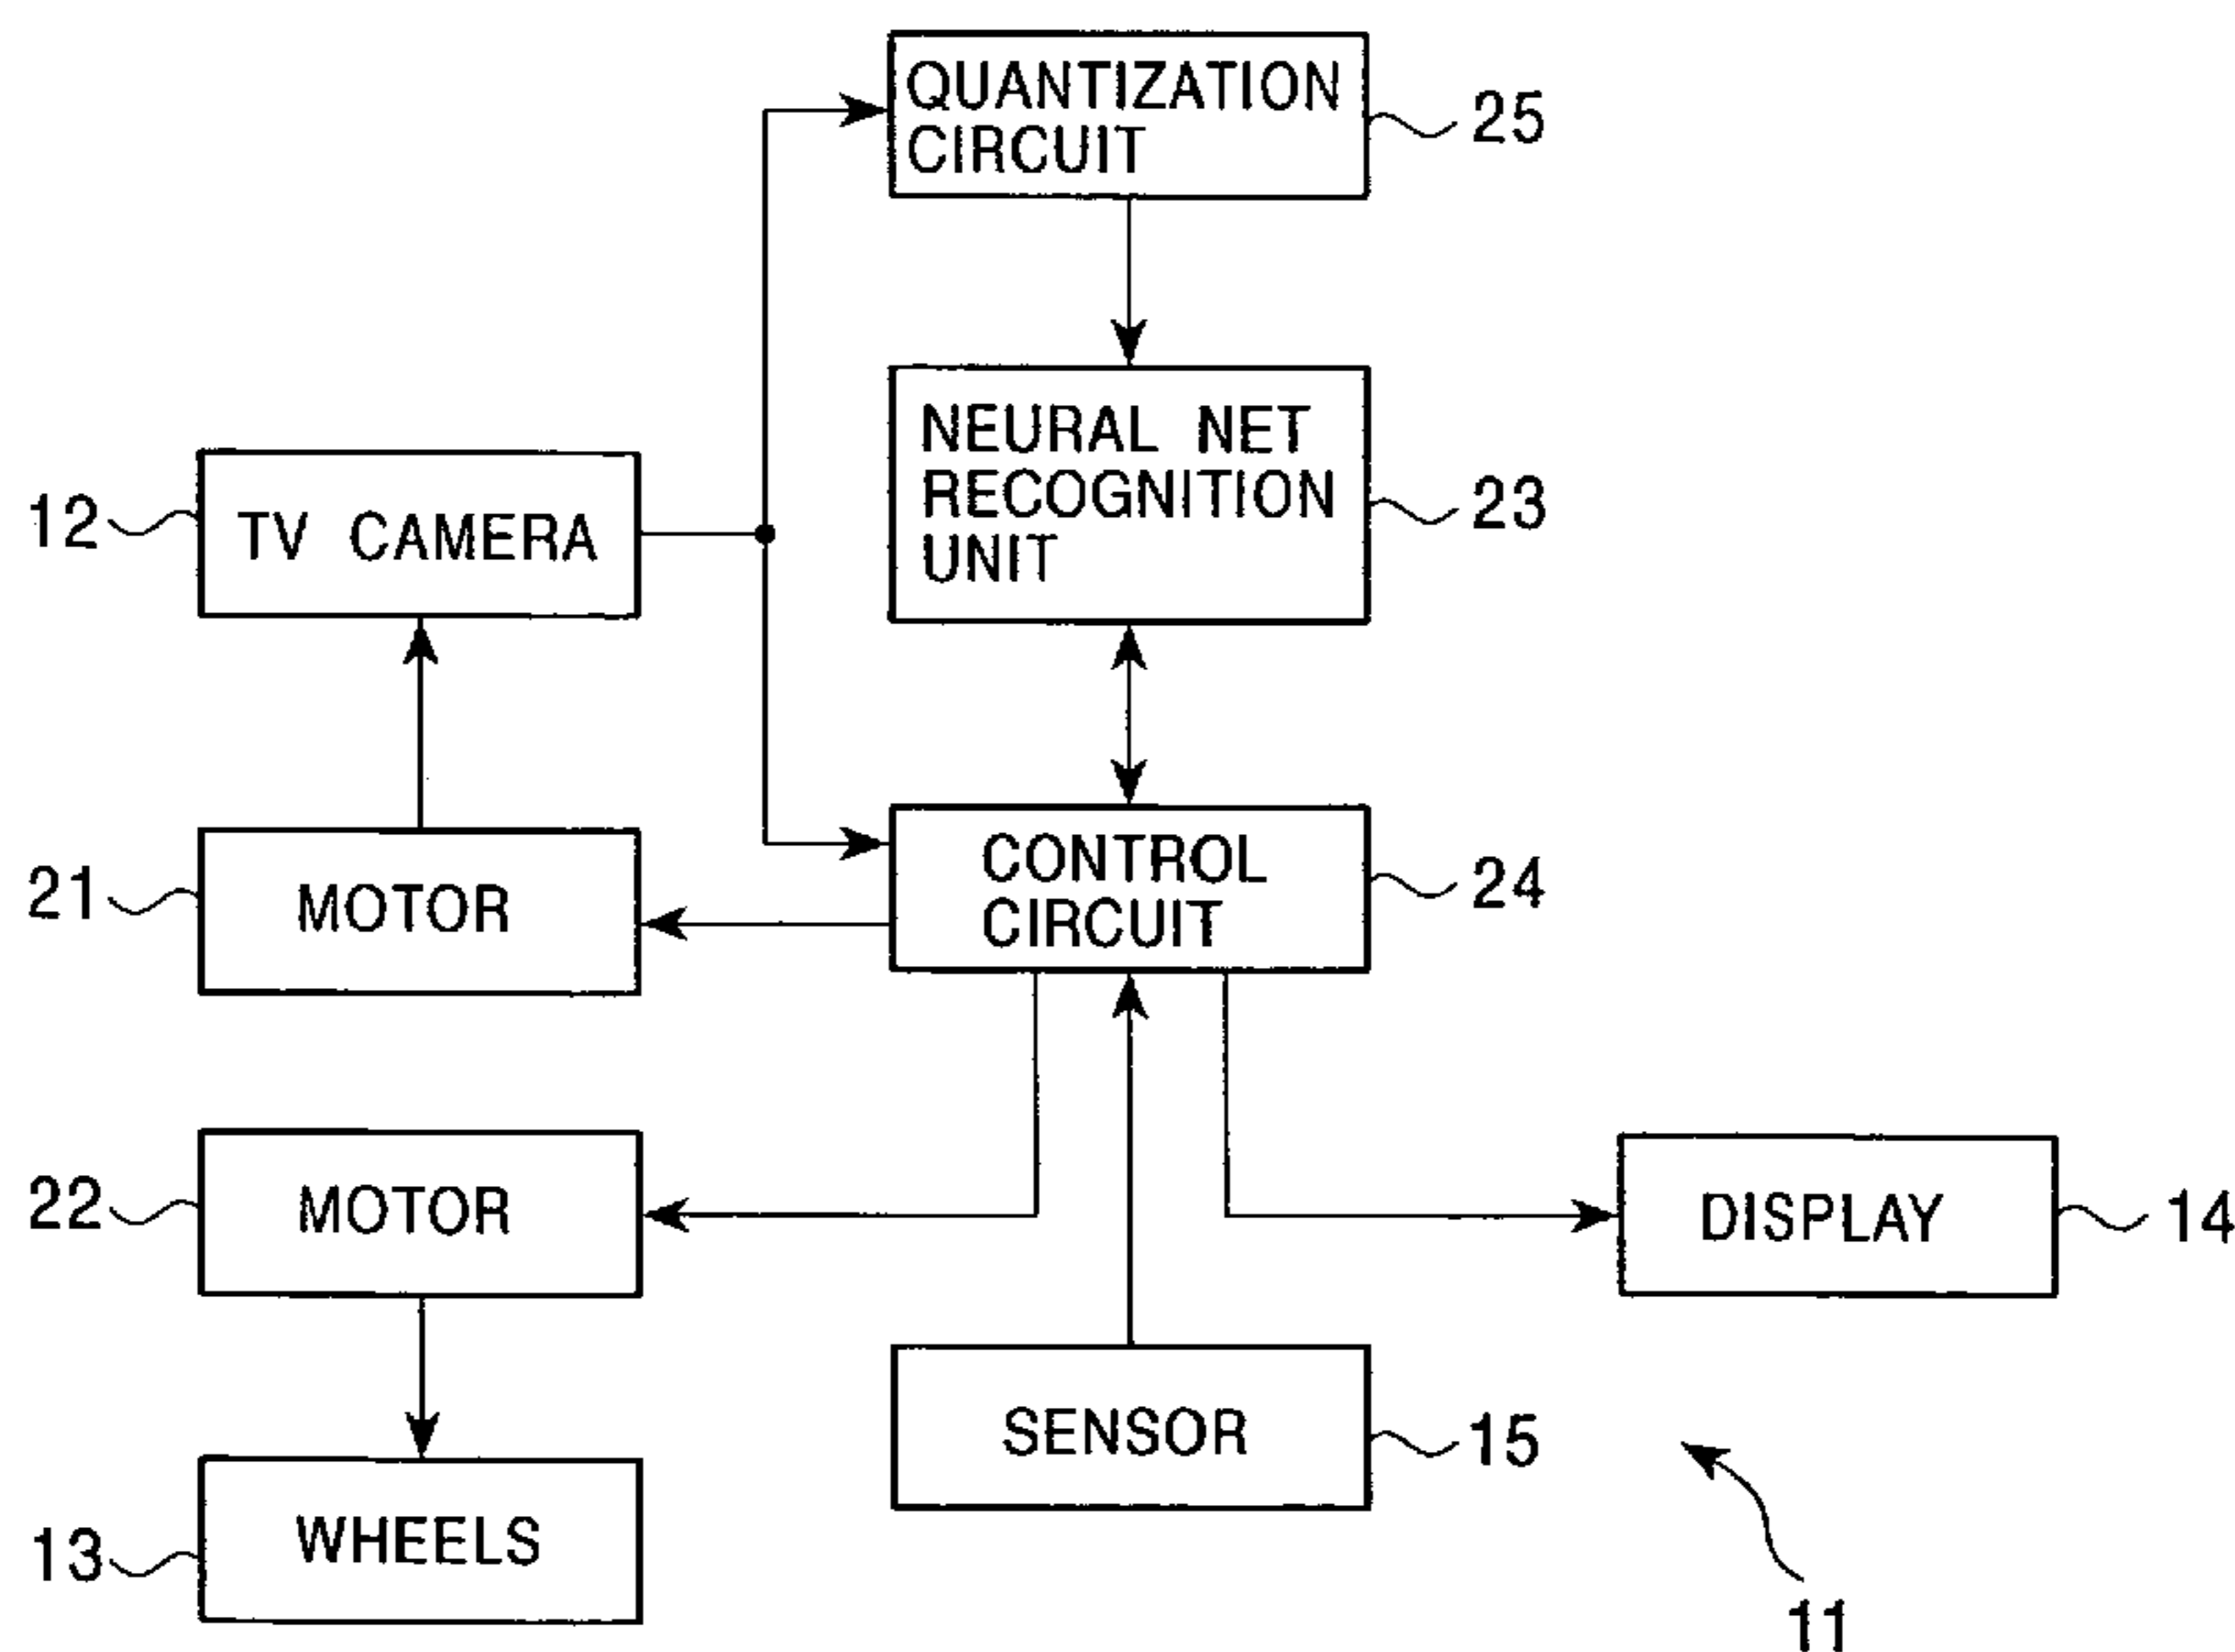 QUANTIZATION
CIRCUIT
25
NEURAL NET
RECOGNITION
UNIT
23
12
TV CAMERA
CONTROL
CIRCUIT
24
21
MOTOR
22
MOTOR
DISPLAY
14
SENSOR
15
13
WHEELS
11